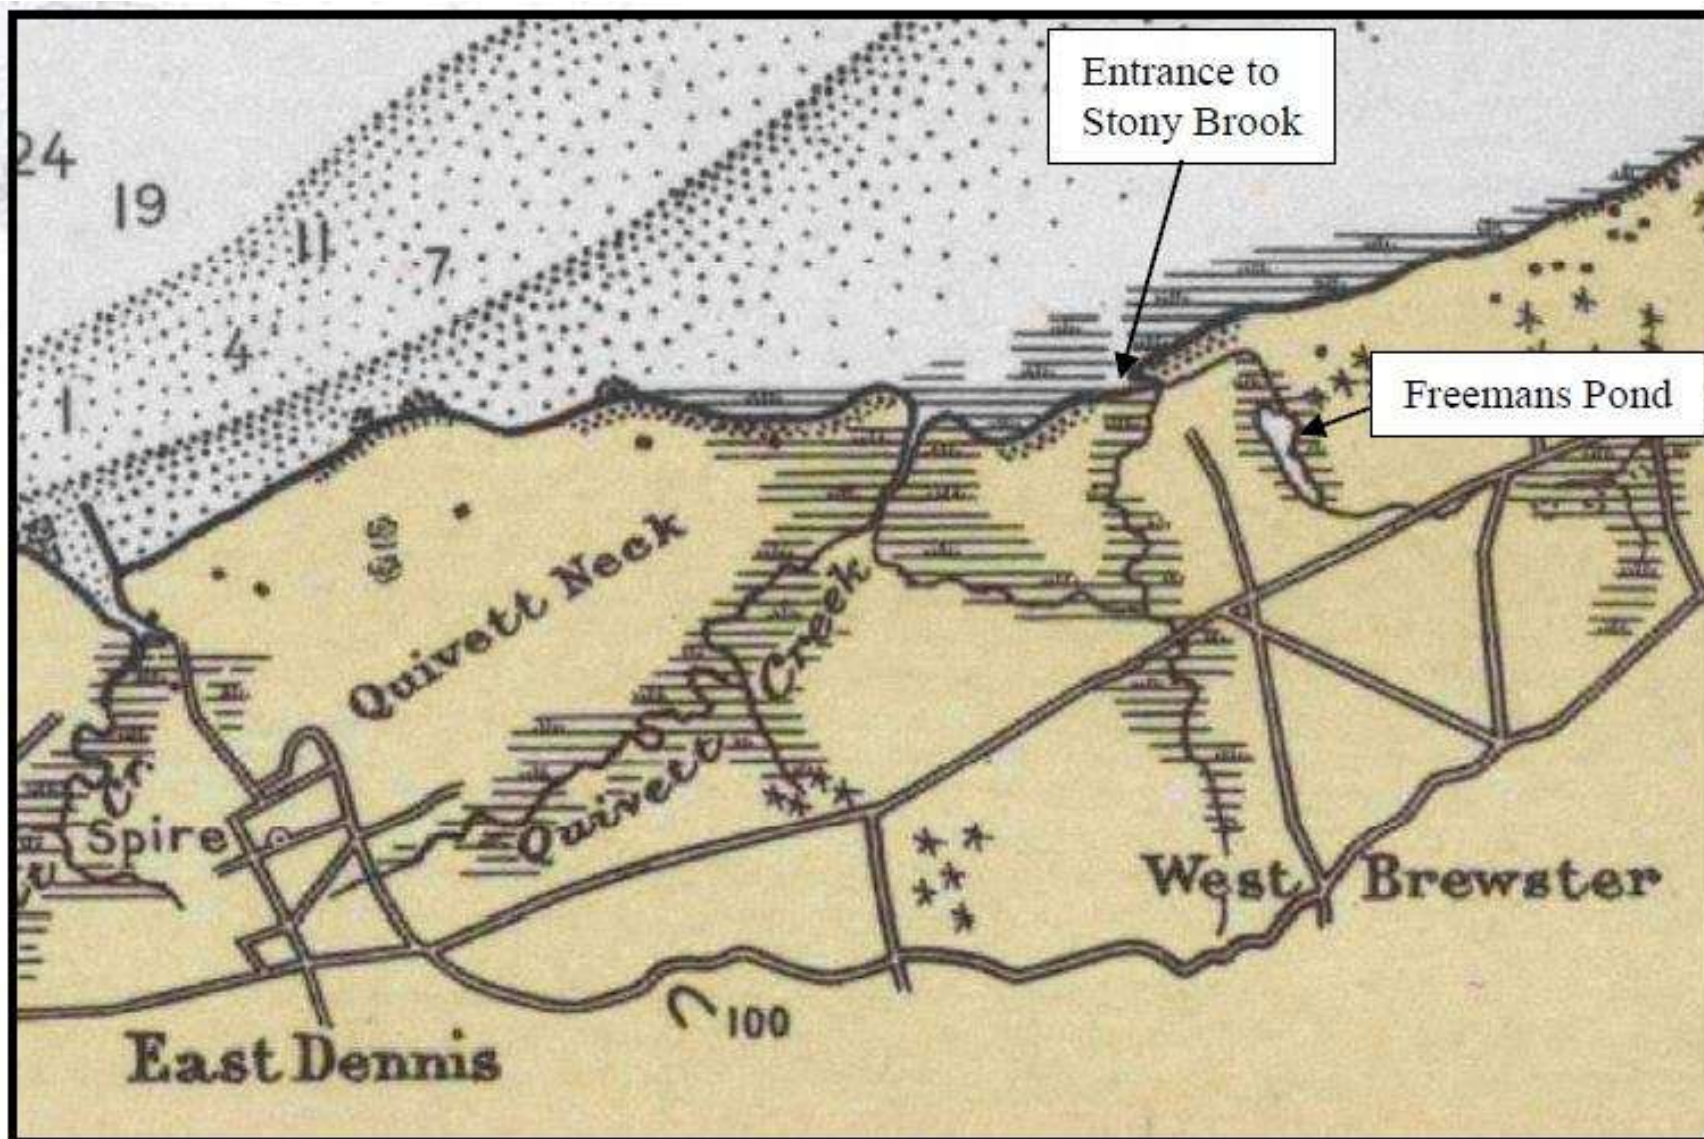 Entrance to
Stony Brook
24
19
11
7
4
1
Freemans Pond
Quivett Neck
Quivett Creek
Cr
Spire
West Brewster
100
East Dennis